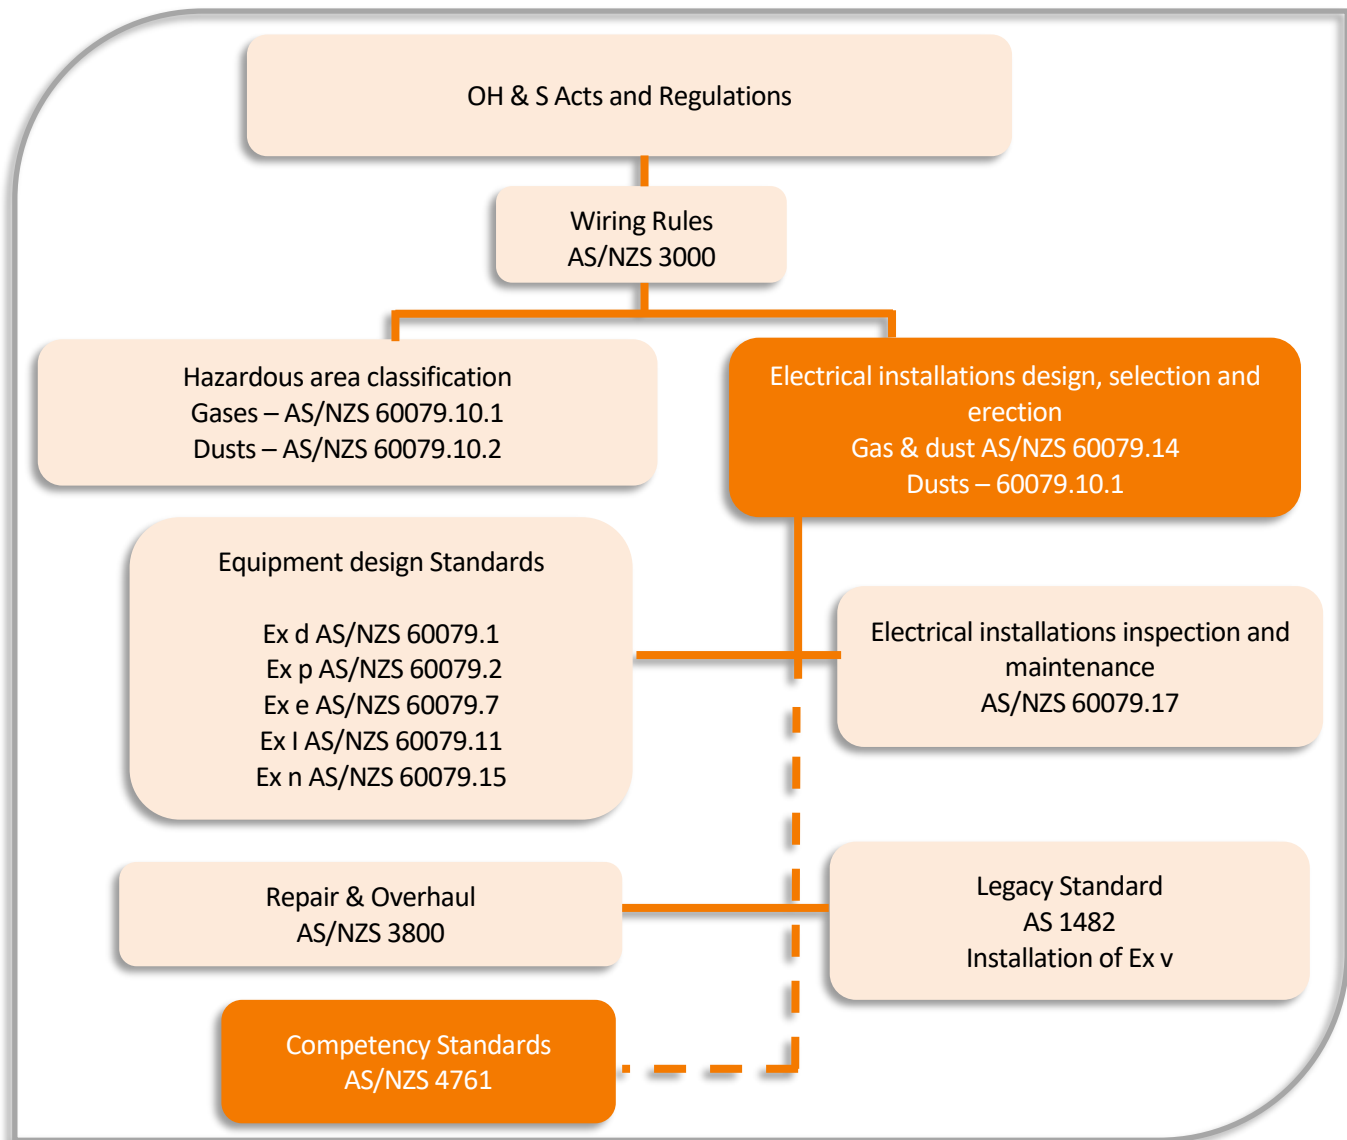 OH & S Acts and Regulations
Wiring Rules
AS/NZS 3000
Hazardous area classification
Gases – AS/NZS 60079.10.1
Dusts – AS/NZS 60079.10.2
Electrical installations design, selection and
erection
Gas & dust AS/NZS 60079.14
Dusts – 60079.10.1
Equipment design Standards
Ex d AS/NZS 60079.1
Ex p AS/NZS 60079.2
Ex e AS/NZS 60079.7
Ex I AS/NZS 60079.11
Ex n AS/NZS 60079.15
Electrical installations inspection and
maintenance
AS/NZS 60079.17
Repair & Overhaul
AS/NZS 3800
Legacy Standard
AS 1482
Installation of Ex v
Competency Standards
AS/NZS 4761